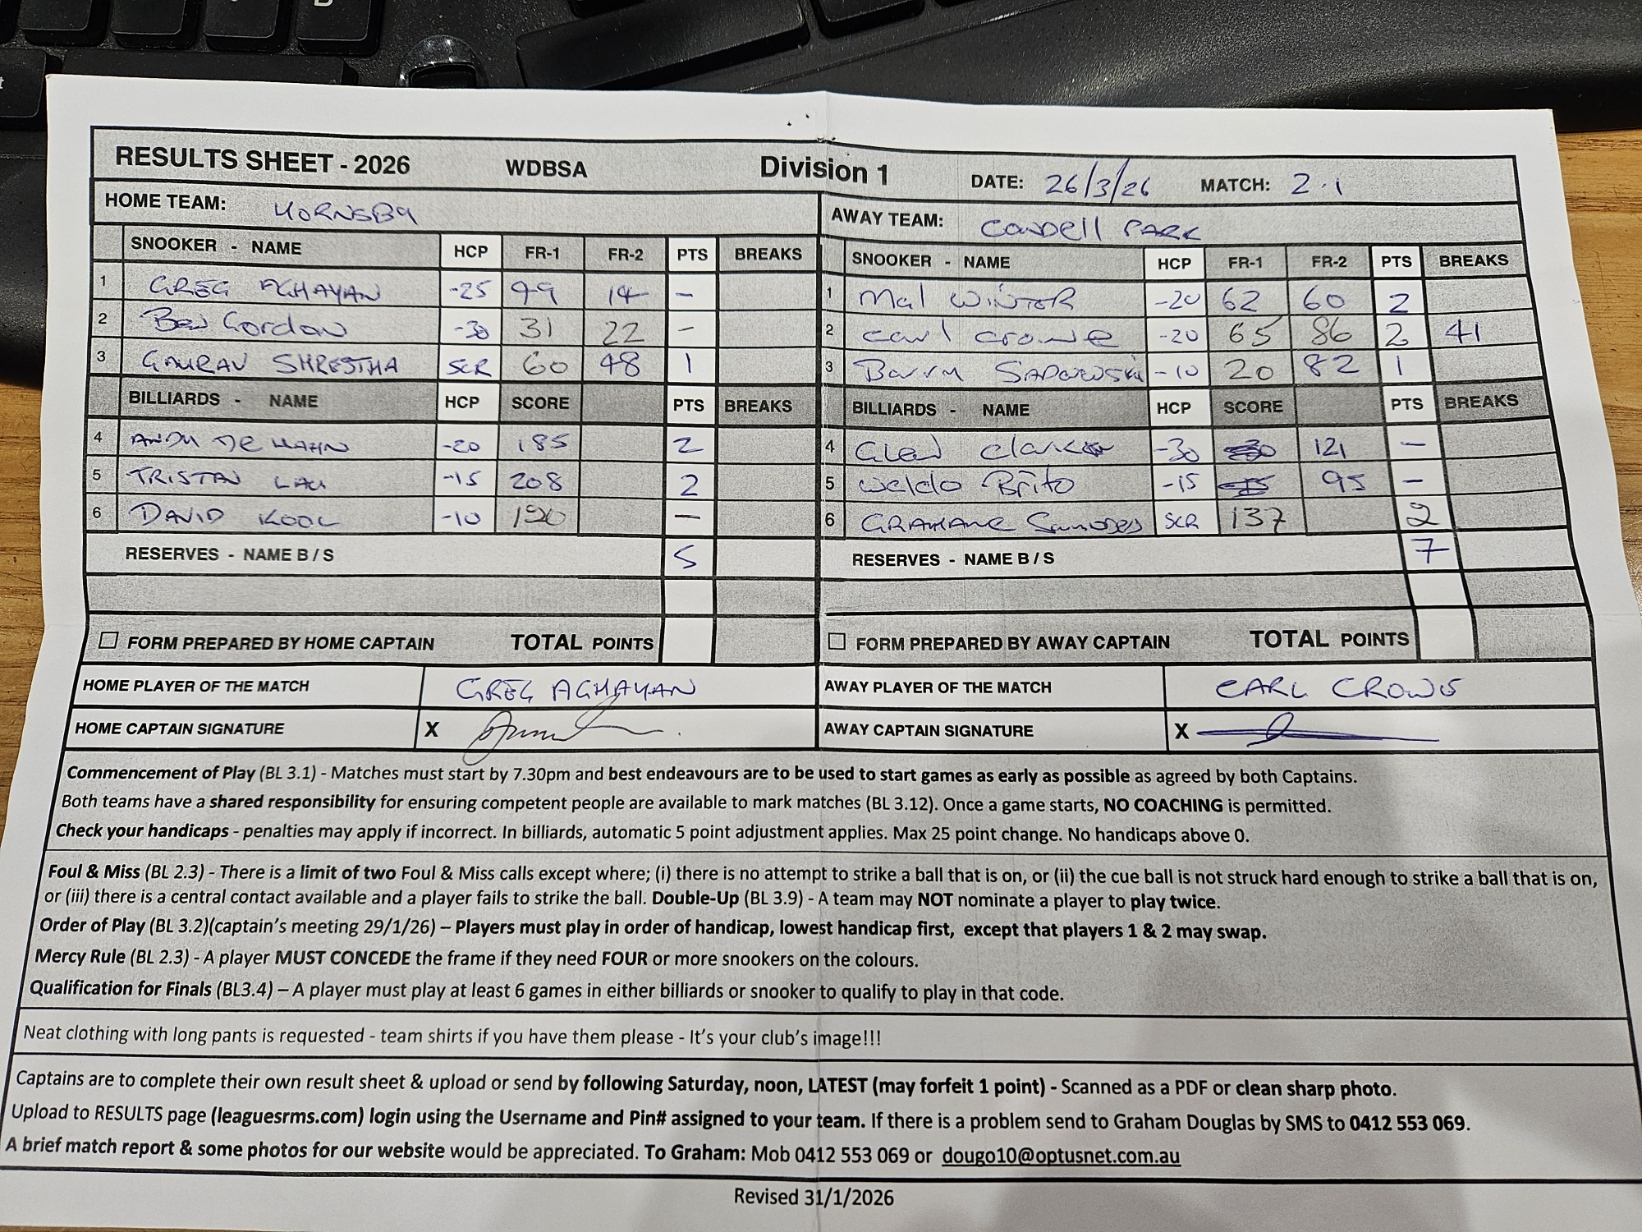 RESULTS SHEET - 2026 WDBSA Division 1 DATE: 26/3/26 MATCH: 2.1
HOME TEAM: HORNSBY AWAY TEAM: CONDELL PARK
SNOOKER - NAME HCP FR-1 FR-2 PTS BREAKS SNOOKER - NAME HCP FR-1 FR-2 PTS BREAKS
1 GREG AGHAYAN -25 49 14 - 1 Mal WINTOR -20 62 60 2
2 Ben Gordon -30 31 22 - 2 Carl Crowe -20 65 86 2 41
3 GAURAV SHRESTHA SCR 60 48 1 3 Barry SADOWSKI -10 20 82 1
BILLIARDS - NAME HCP SCORE PTS BREAKS BILLIARDS - NAME HCP SCORE PTS BREAKS
4 ANDY DE HAHN -20 185 2 4 Glen Clarke -30 121 -
5 TRISTAN LAU -15 208 2 5 Waldo Brito -15 95 -
6 DAVID KOOL -10 130 - 6 GRAHAME Saunders SCR 137 2
RESERVES - NAME B / S 5 RESERVES - NAME B / S 7
FORM PREPARED BY HOME CAPTAIN TOTAL POINTS FORM PREPARED BY AWAY CAPTAIN TOTAL POINTS
HOME PLAYER OF THE MATCH GREG AGHAYAN AWAY PLAYER OF THE MATCH CARL CROWE
HOME CAPTAIN SIGNATURE X AWAY CAPTAIN SIGNATURE X
Commencement of Play (BL 3.1) - Matches must start by 7.30pm and best endeavours are to be used to start games as early as possible as agreed by both Captains.
Both teams have a shared responsibility for ensuring competent people are available to mark matches (BL 3.12). Once a game starts, NO COACHING is permitted.
Check your handicaps - penalties may apply if incorrect. In billiards, automatic 5 point adjustment applies. Max 25 point change. No handicaps above 0.
Foul & Miss (BL 2.3) - There is a limit of two Foul & Miss calls except where; (i) there is no attempt to strike a ball that is on, or (ii) the cue ball is not struck hard enough to strike a ball that is on,
or (iii) there is a central contact available and a player fails to strike the ball. Double-Up (BL 3.9) - A team may NOT nominate a player to play twice.
Order of Play (BL 3.2)(captain's meeting 29/1/26) – Players must play in order of handicap, lowest handicap first, except that players 1 & 2 may swap.
Mercy Rule (BL 2.3) - A player MUST CONCEDE the frame if they need FOUR or more snookers on the colours.
Qualification for Finals (BL3.4) – A player must play at least 6 games in either billiards or snooker to qualify to play in that code.
Neat clothing with long pants is requested - team shirts if you have them please - It's your club's image!!!
Captains are to complete their own result sheet & upload or send by following Saturday, noon, LATEST (may forfeit 1 point) - Scanned as a PDF or clean sharp photo.
Upload to RESULTS page (leaguesrms.com) login using the Username and Pin# assigned to your team. If there is a problem send to Graham Douglas by SMS to 0412 553 069.
A brief match report & some photos for our website would be appreciated. To Graham: Mob 0412 553 069 or dougo10@optusnet.com.au
Revised 31/1/2026